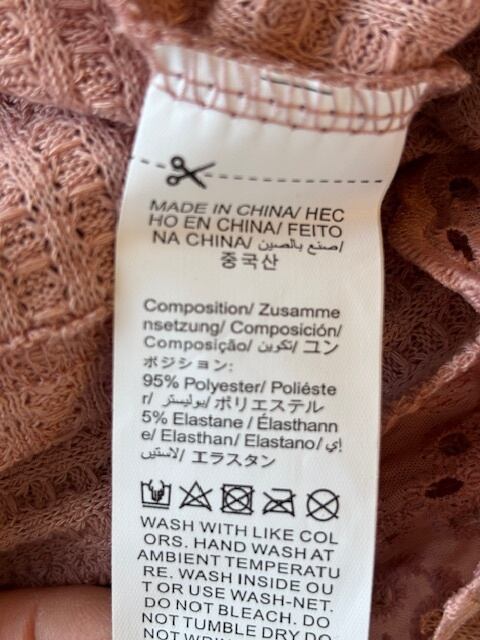 MADE IN CHINA/ HEC
HO EN CHINA/ FEITO
NA CHINA/ صنع بالصين/
중국산
Composition/ Zusamme
nsetzung/ Composición/
Composição/ تكوين/ コン
ポジション:
95% Polyester/ Poliéste
r/ بوليستر/ ポリエステル
5% Elastane/ Élasthann
e/ Elasthan/ Elastano/ إي
لاستين/ エラスタン
WASH WITH LIKE COL
ORS. HAND WASH AT
AMBIENT TEMPERATU
RE. WASH INSIDE OU
T OR USE WASH-NET.
DO NOT BLEACH. DO
NOT TUMBLE DRY DO